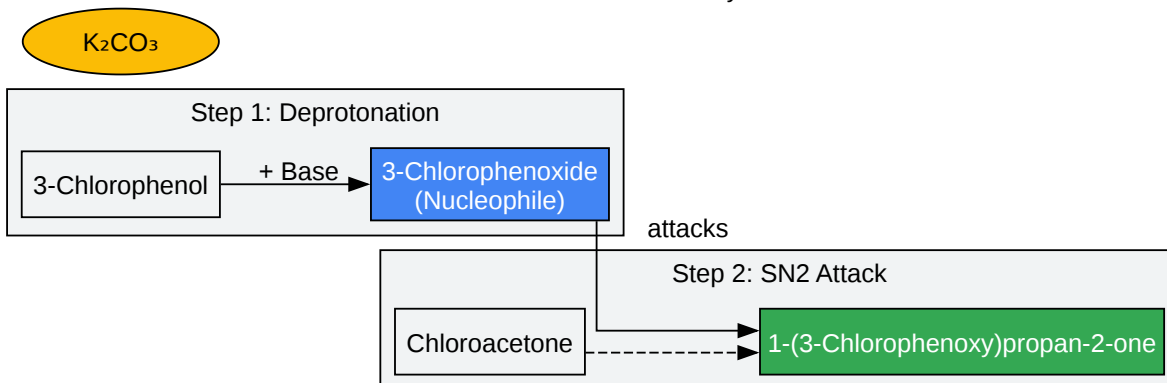 K₂CO₃
Step 1: Deprotonation
3-Chlorophenol
+ Base
3-Chlorophenoxide
(Nucleophile)
attacks
Step 2: SN2 Attack
Chloroacetone
1-(3-Chlorophenoxy)propan-2-one